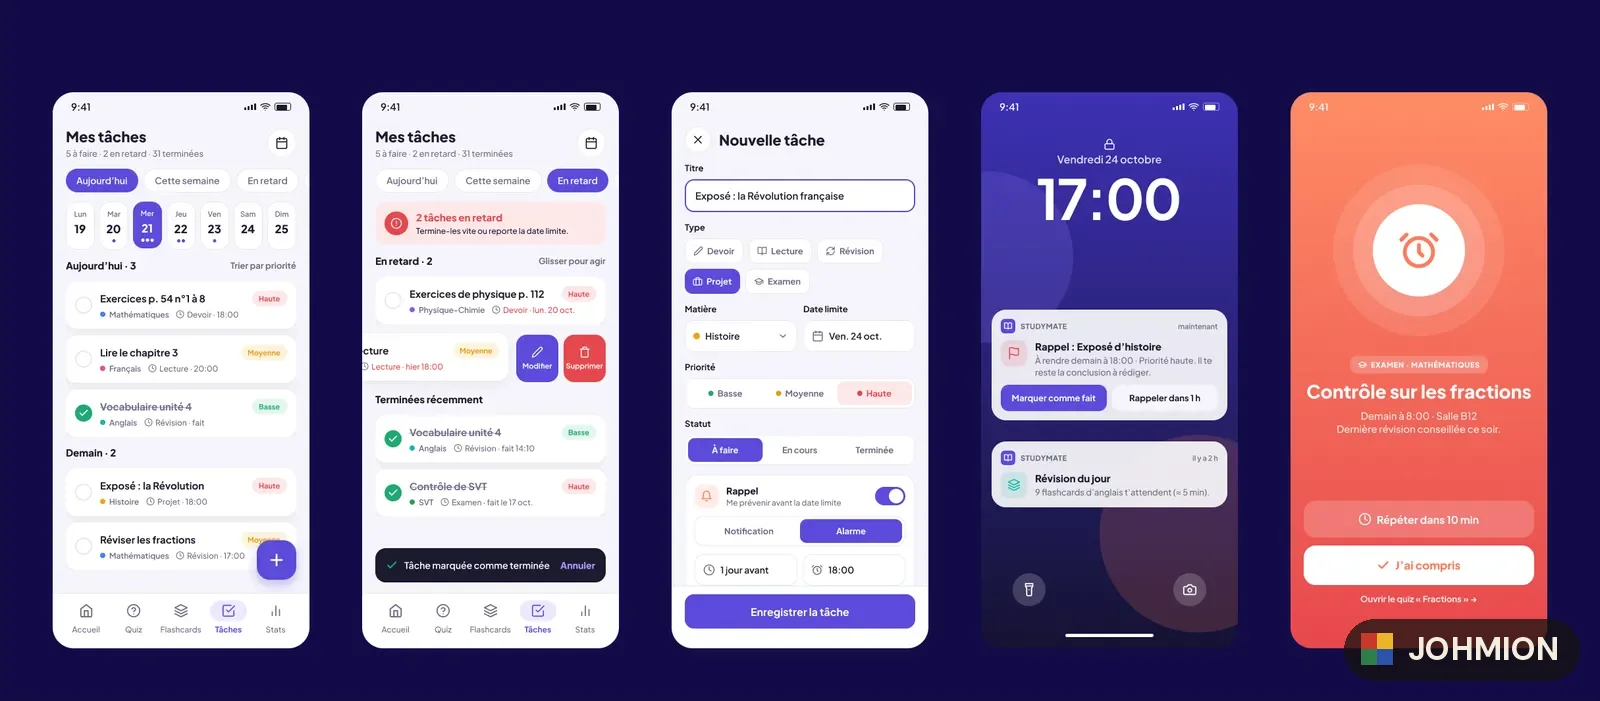 9:41
Mes tâches
5 à faire · 2 en retard · 31 terminées
Aujourd'hui
Cette semaine
En retard
Lun
Mar
Mer
Jeu
Ven
Sam
Dim
19
20
21
22
23
24
25
Aujourd'hui · 3
Trier par priorité
Exercices p. 54 n°1 à 8
Haute
Mathématiques
Devoir · 18:00
Lire le chapitre 3
Moyenne
Français
Lecture · 20:00
Vocabulaire unité 4
Basse
Anglais
Révision · fait
Demain · 2
Exposé : la Révolution
Haute
Histoire
Projet · 18:00
Réviser les fractions
Mathématiques
Révision · 17:00
Accueil
Quiz
Flashcards
Tâches
Stats
9:41
Mes tâches
5 à faire · 2 en retard · 31 terminées
Aujourd'hui
Cette semaine
En retard
2 tâches en retard
Termine-les vite ou reporte la date limite.
En retard · 2
Glisser pour agir
Exercices de physique p. 112
Haute
Physique-Chimie
Devoir · lun. 20 oct.
cture
Moyenne
Lecture · hier 18:00
Modifier
Supprimer
Terminées récemment
Vocabulaire unité 4
Basse
Anglais
Révision · fait 14:10
Contrôle de SVT
Haute
SVT
Examen · fait le 17 oct.
Tâche marquée comme terminée
Annuler
Accueil
Quiz
Flashcards
Tâches
Stats
9:41
Nouvelle tâche
Titre
Exposé : la Révolution française
Type
Devoir
Lecture
Révision
Projet
Examen
Matière
Date limite
Histoire
Ven. 24 oct.
Priorité
Basse
Moyenne
Haute
Statut
À faire
En cours
Terminée
Rappel
Me prévenir avant la date limite
Notification
Alarme
1 jour avant
18:00
Enregistrer la tâche
9:41
Vendredi 24 octobre
17:00
STUDYMATE
maintenant
Rappel : Exposé d'histoire
À rendre demain à 18:00 · Priorité haute. Il te
reste la conclusion à rédiger.
Marquer comme fait
Rappeler dans 1 h
STUDYMATE
il y a 2 h
Révision du jour
9 flashcards d'anglais t'attendent (≈ 5 min).
9:41
EXAMEN · MATHÉMATIQUES
Contrôle sur les fractions
Demain à 8:00 · Salle B12
Dernière révision conseillée ce soir.
Répéter dans 10 min
J'ai compris
Ouvrir le quiz « Fractions » →
JOHMION